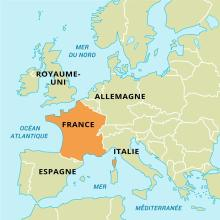 MER
DU NORD
ROYAUME-
UNI
ALLEMAGNE
FRANCE
OCÉAN
ATLANTIQUE
ITALIE
ESPAGNE
MER
MÉDITERRANÉE